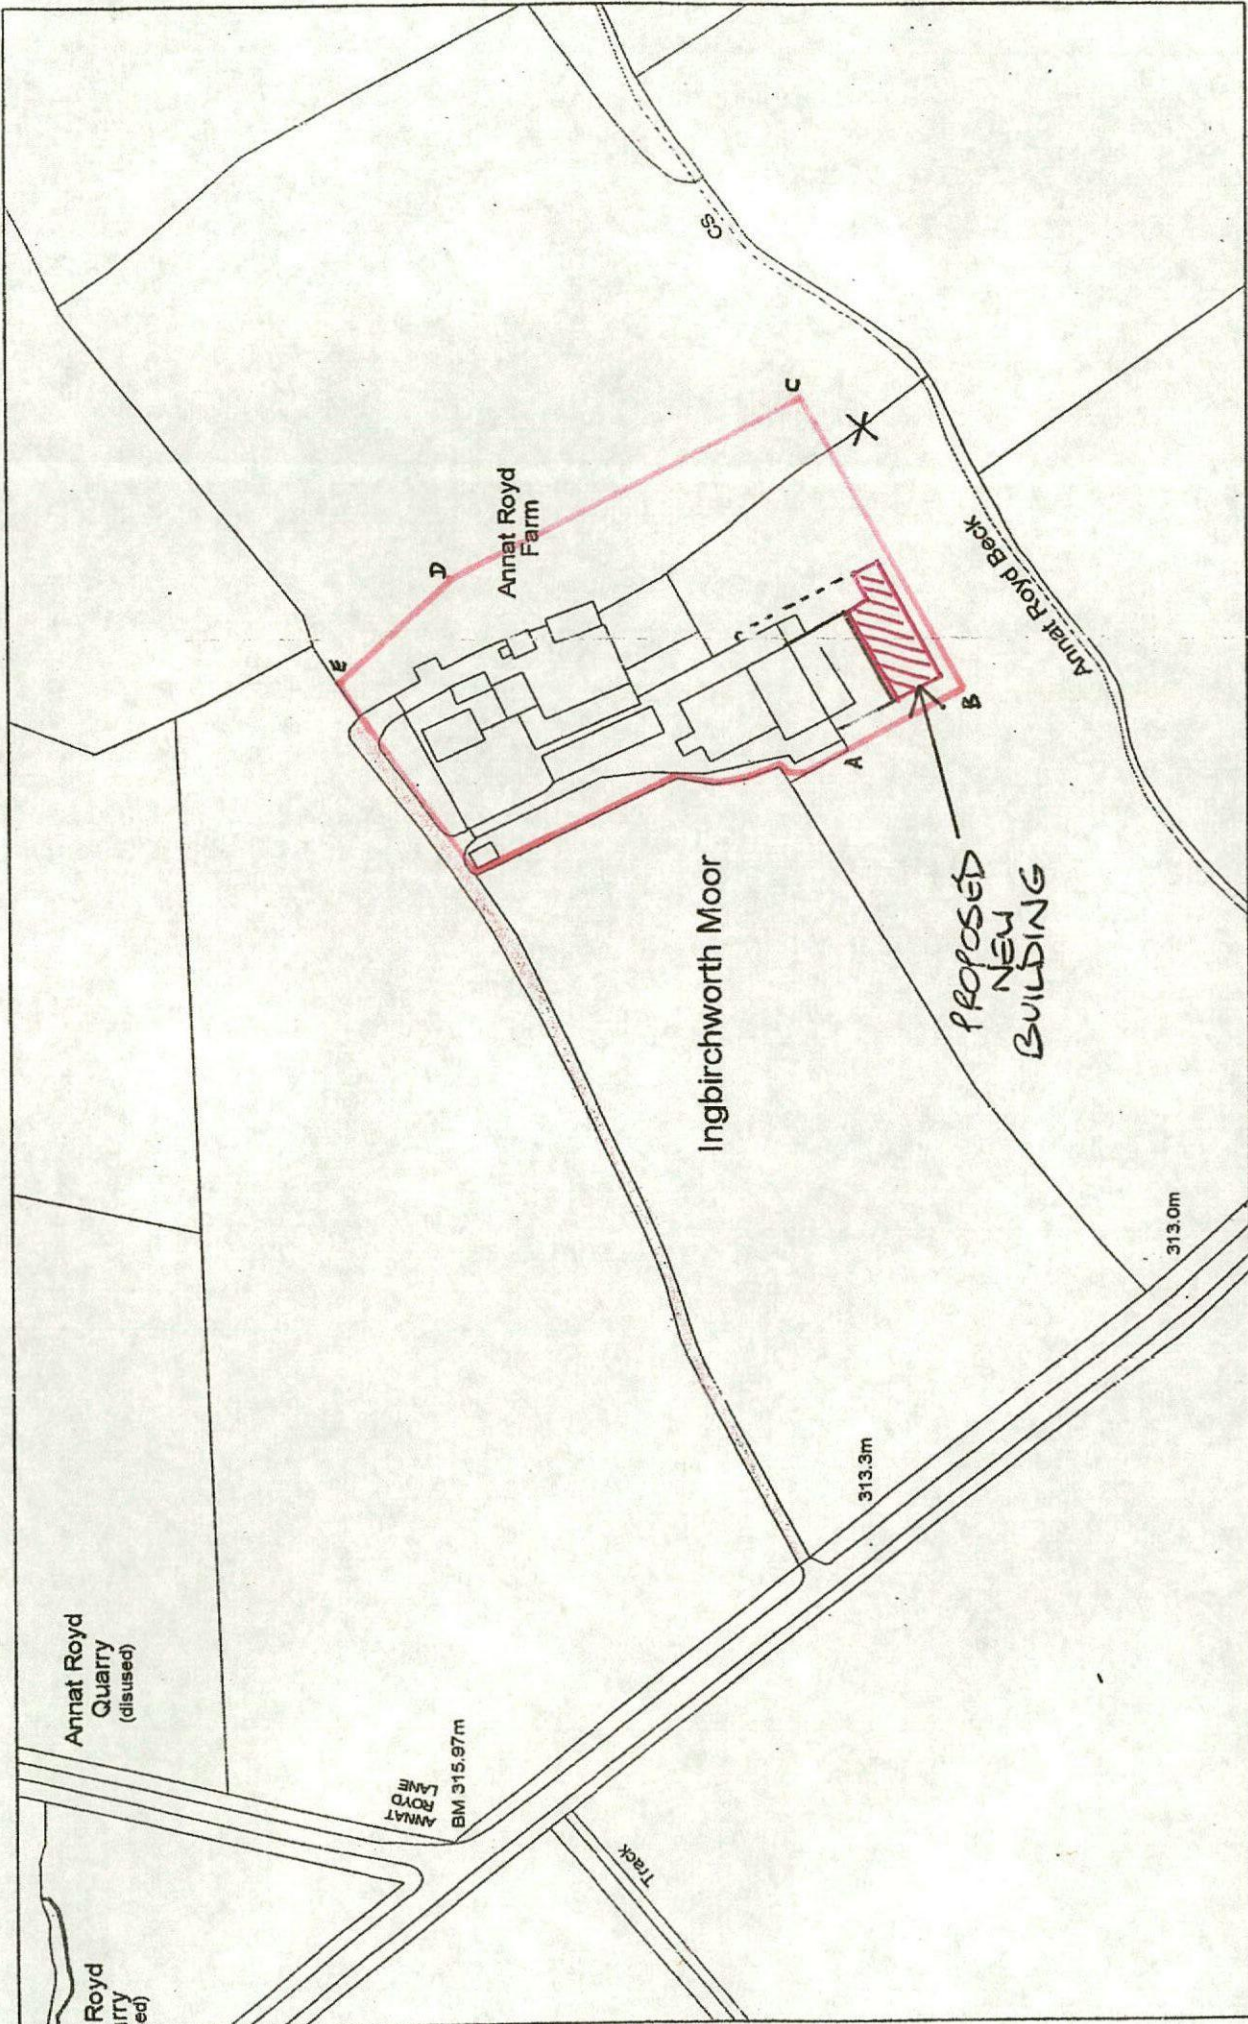 Annat Royd
Quarry
(disused)
Royd
ANNAT
ROYD
LANE
BM 315.97m
Track
313.3m
313.0m
Ingbirchworth Moor
PROPOSED
NEW
BUILDING
Annat Royd
Farm
A
B
C
D
E
X
CS
Annat Royd Beck